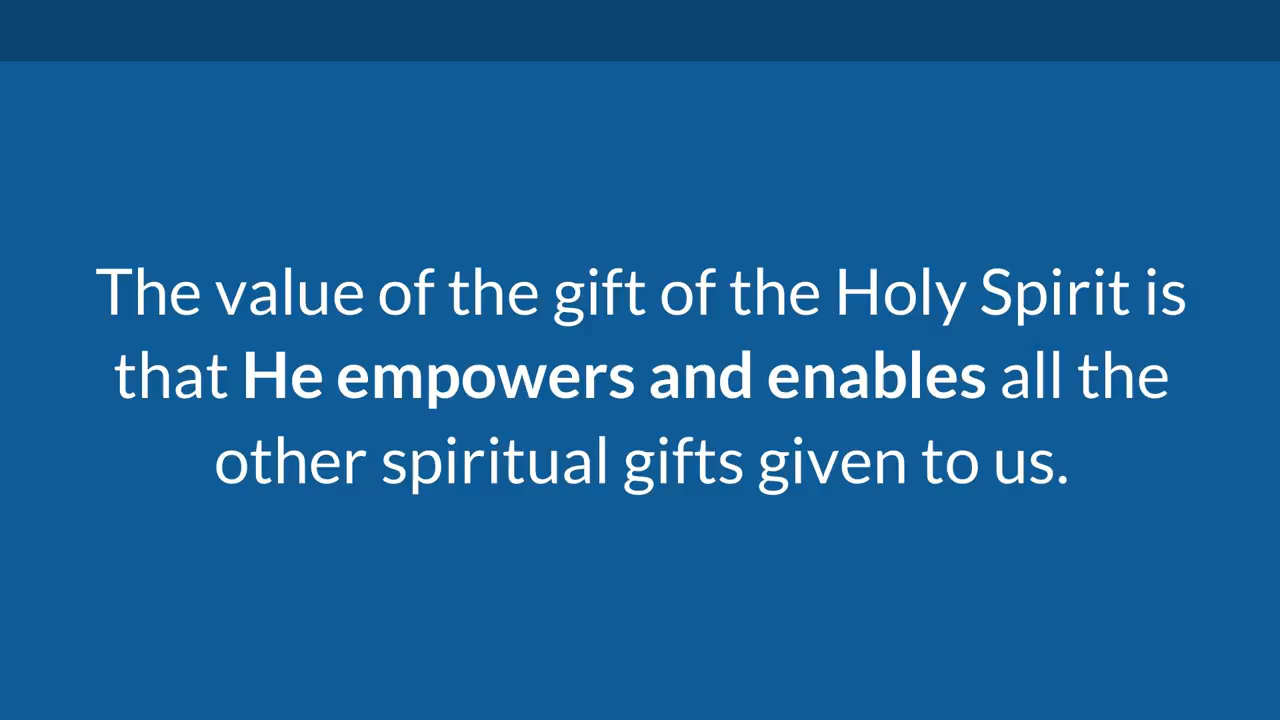 The value of the gift of the Holy Spirit is
that He empowers and enables all the
other spiritual gifts given to us.